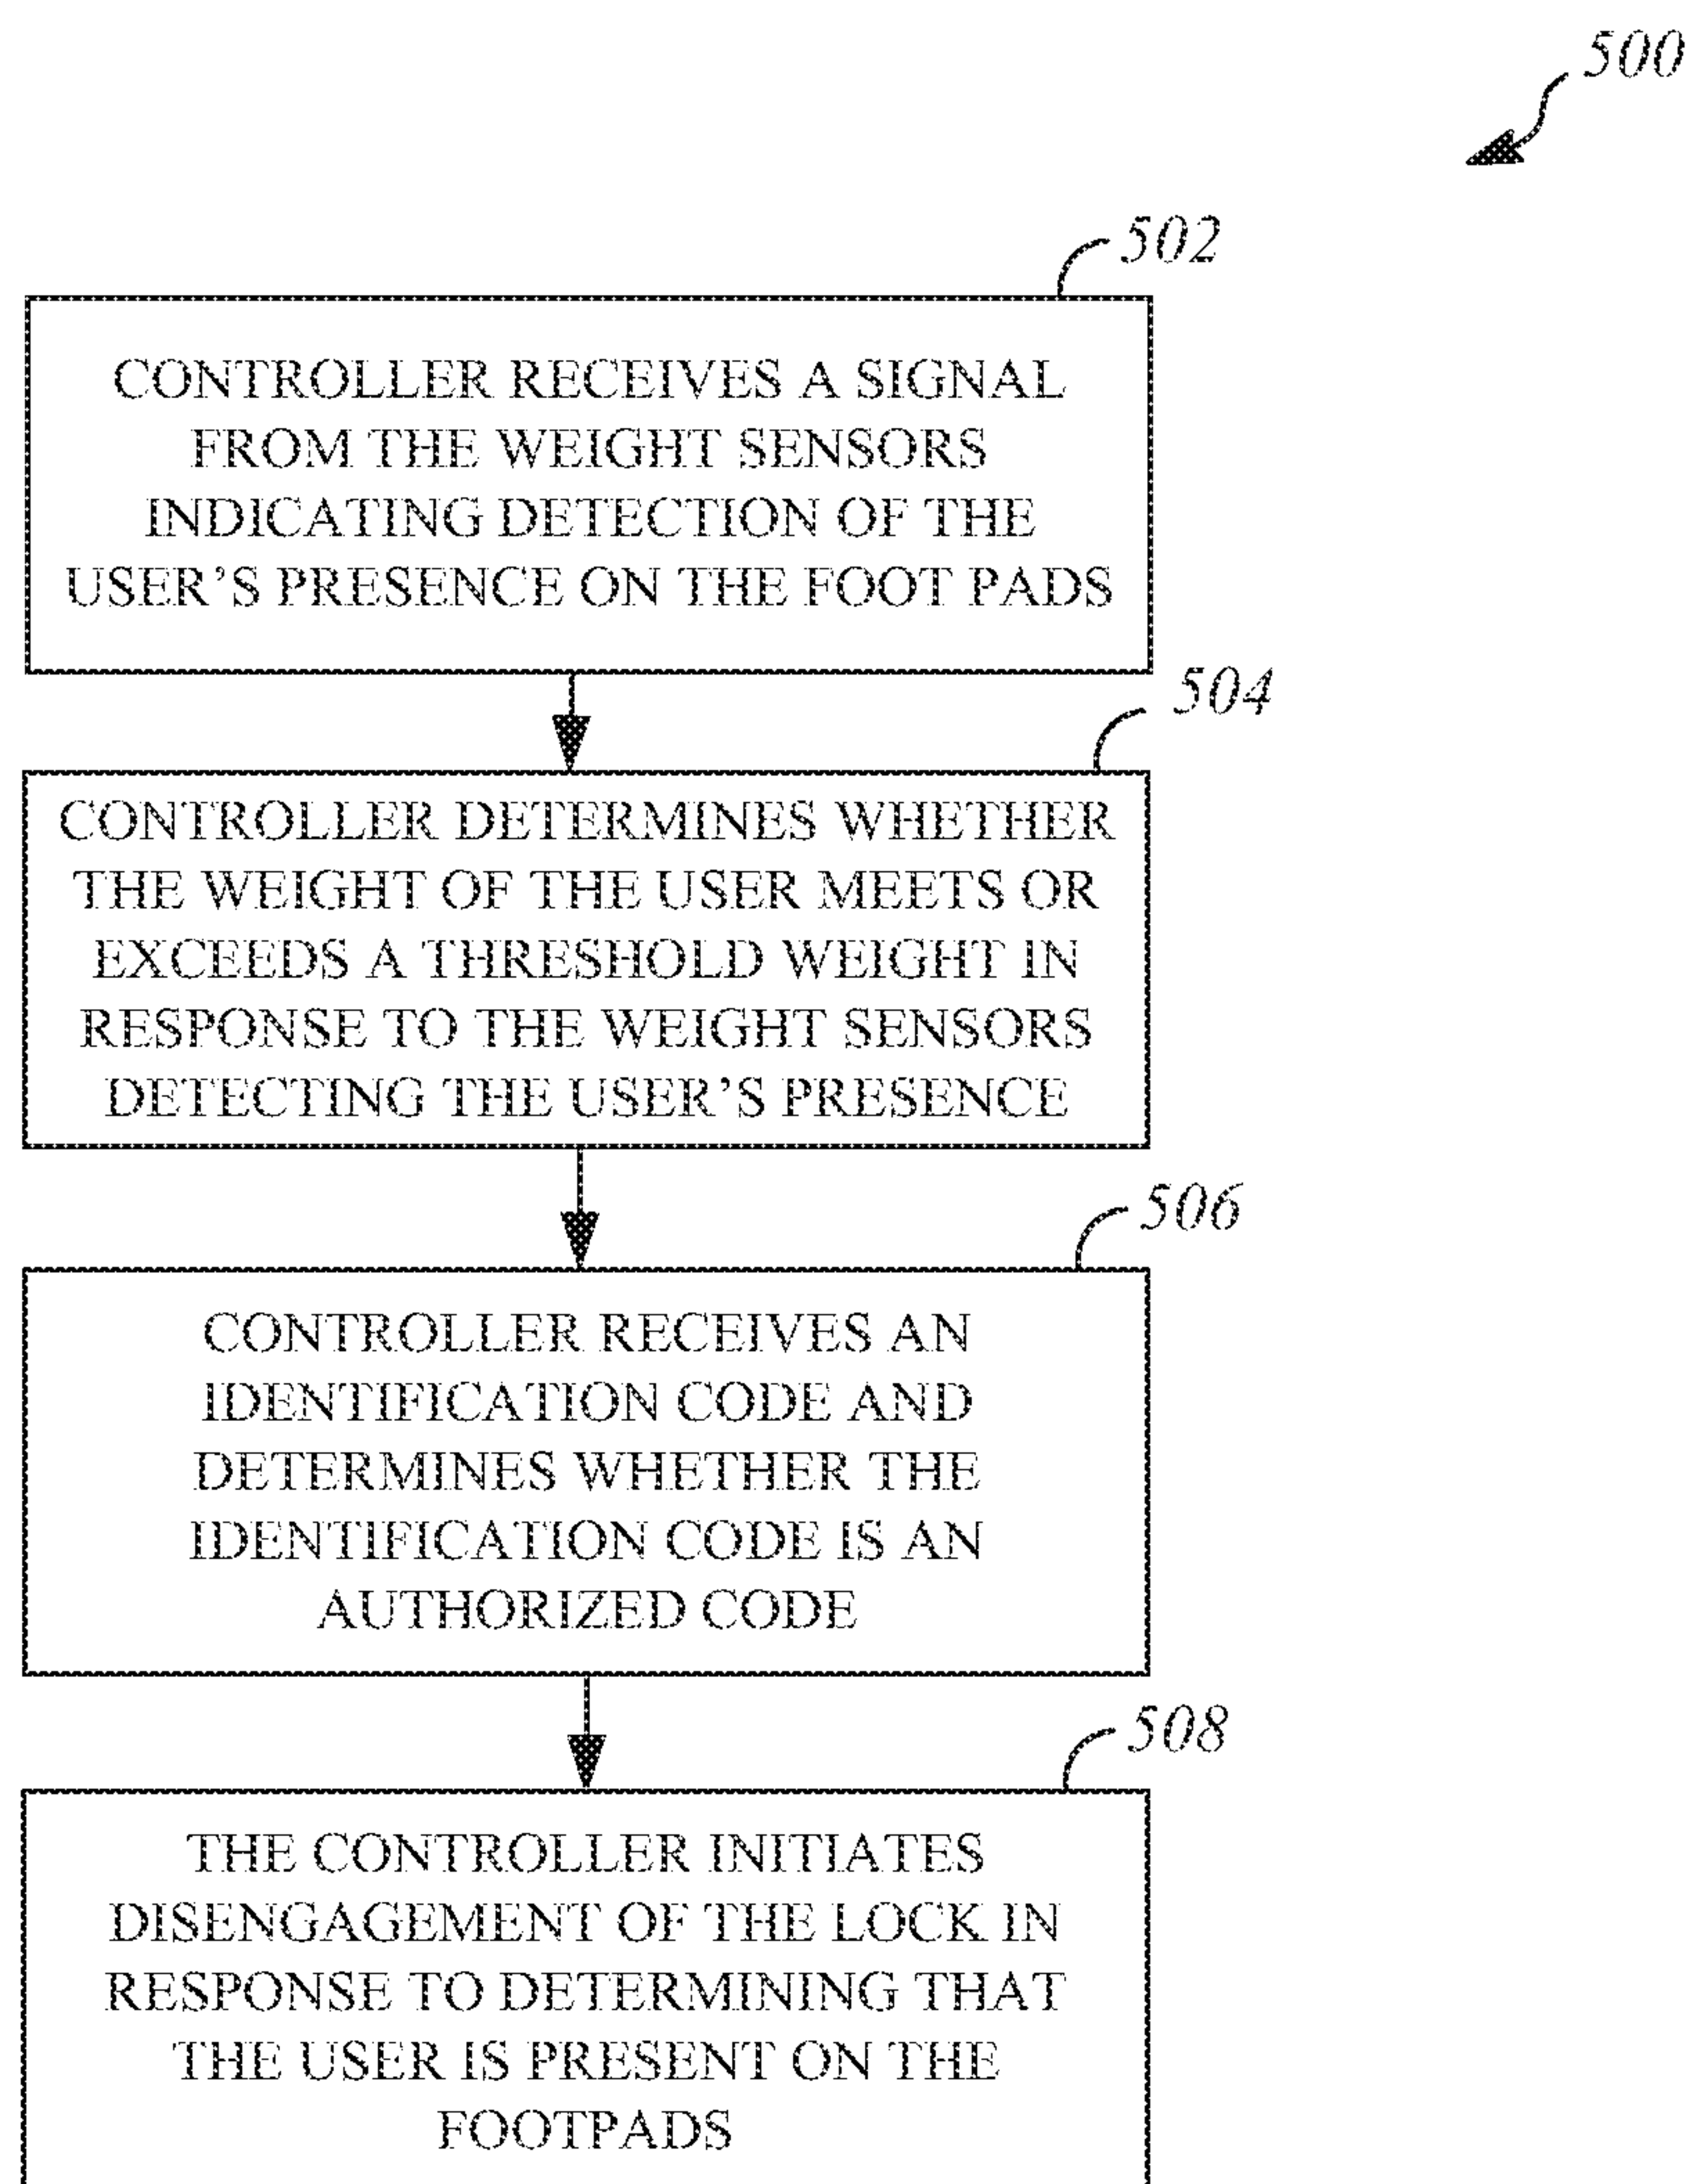 500
502
CONTROLLER RECEIVES A SIGNAL
FROM THE WEIGHT SENSORS
INDICATING DETECTION OF THE
USER’S PRESENCE ON THE FOOT PADS
504
CONTROLLER DETERMINES WHETHER
THE WEIGHT OF THE USER MEETS OR
EXCEEDS A THRESHOLD WEIGHT IN
RESPONSE TO THE WEIGHT SENSORS
DETECTING THE USER’S PRESENCE
506
CONTROLLER RECEIVES AN
IDENTIFICATION CODE AND
DETERMINES WHETHER THE
IDENTIFICATION CODE IS AN
AUTHORIZED CODE
508
THE CONTROLLER INITIATES
DISENGAGEMENT OF THE LOCK IN
RESPONSE TO DETERMINING THAT
THE USER IS PRESENT ON THE
FOOTPADS